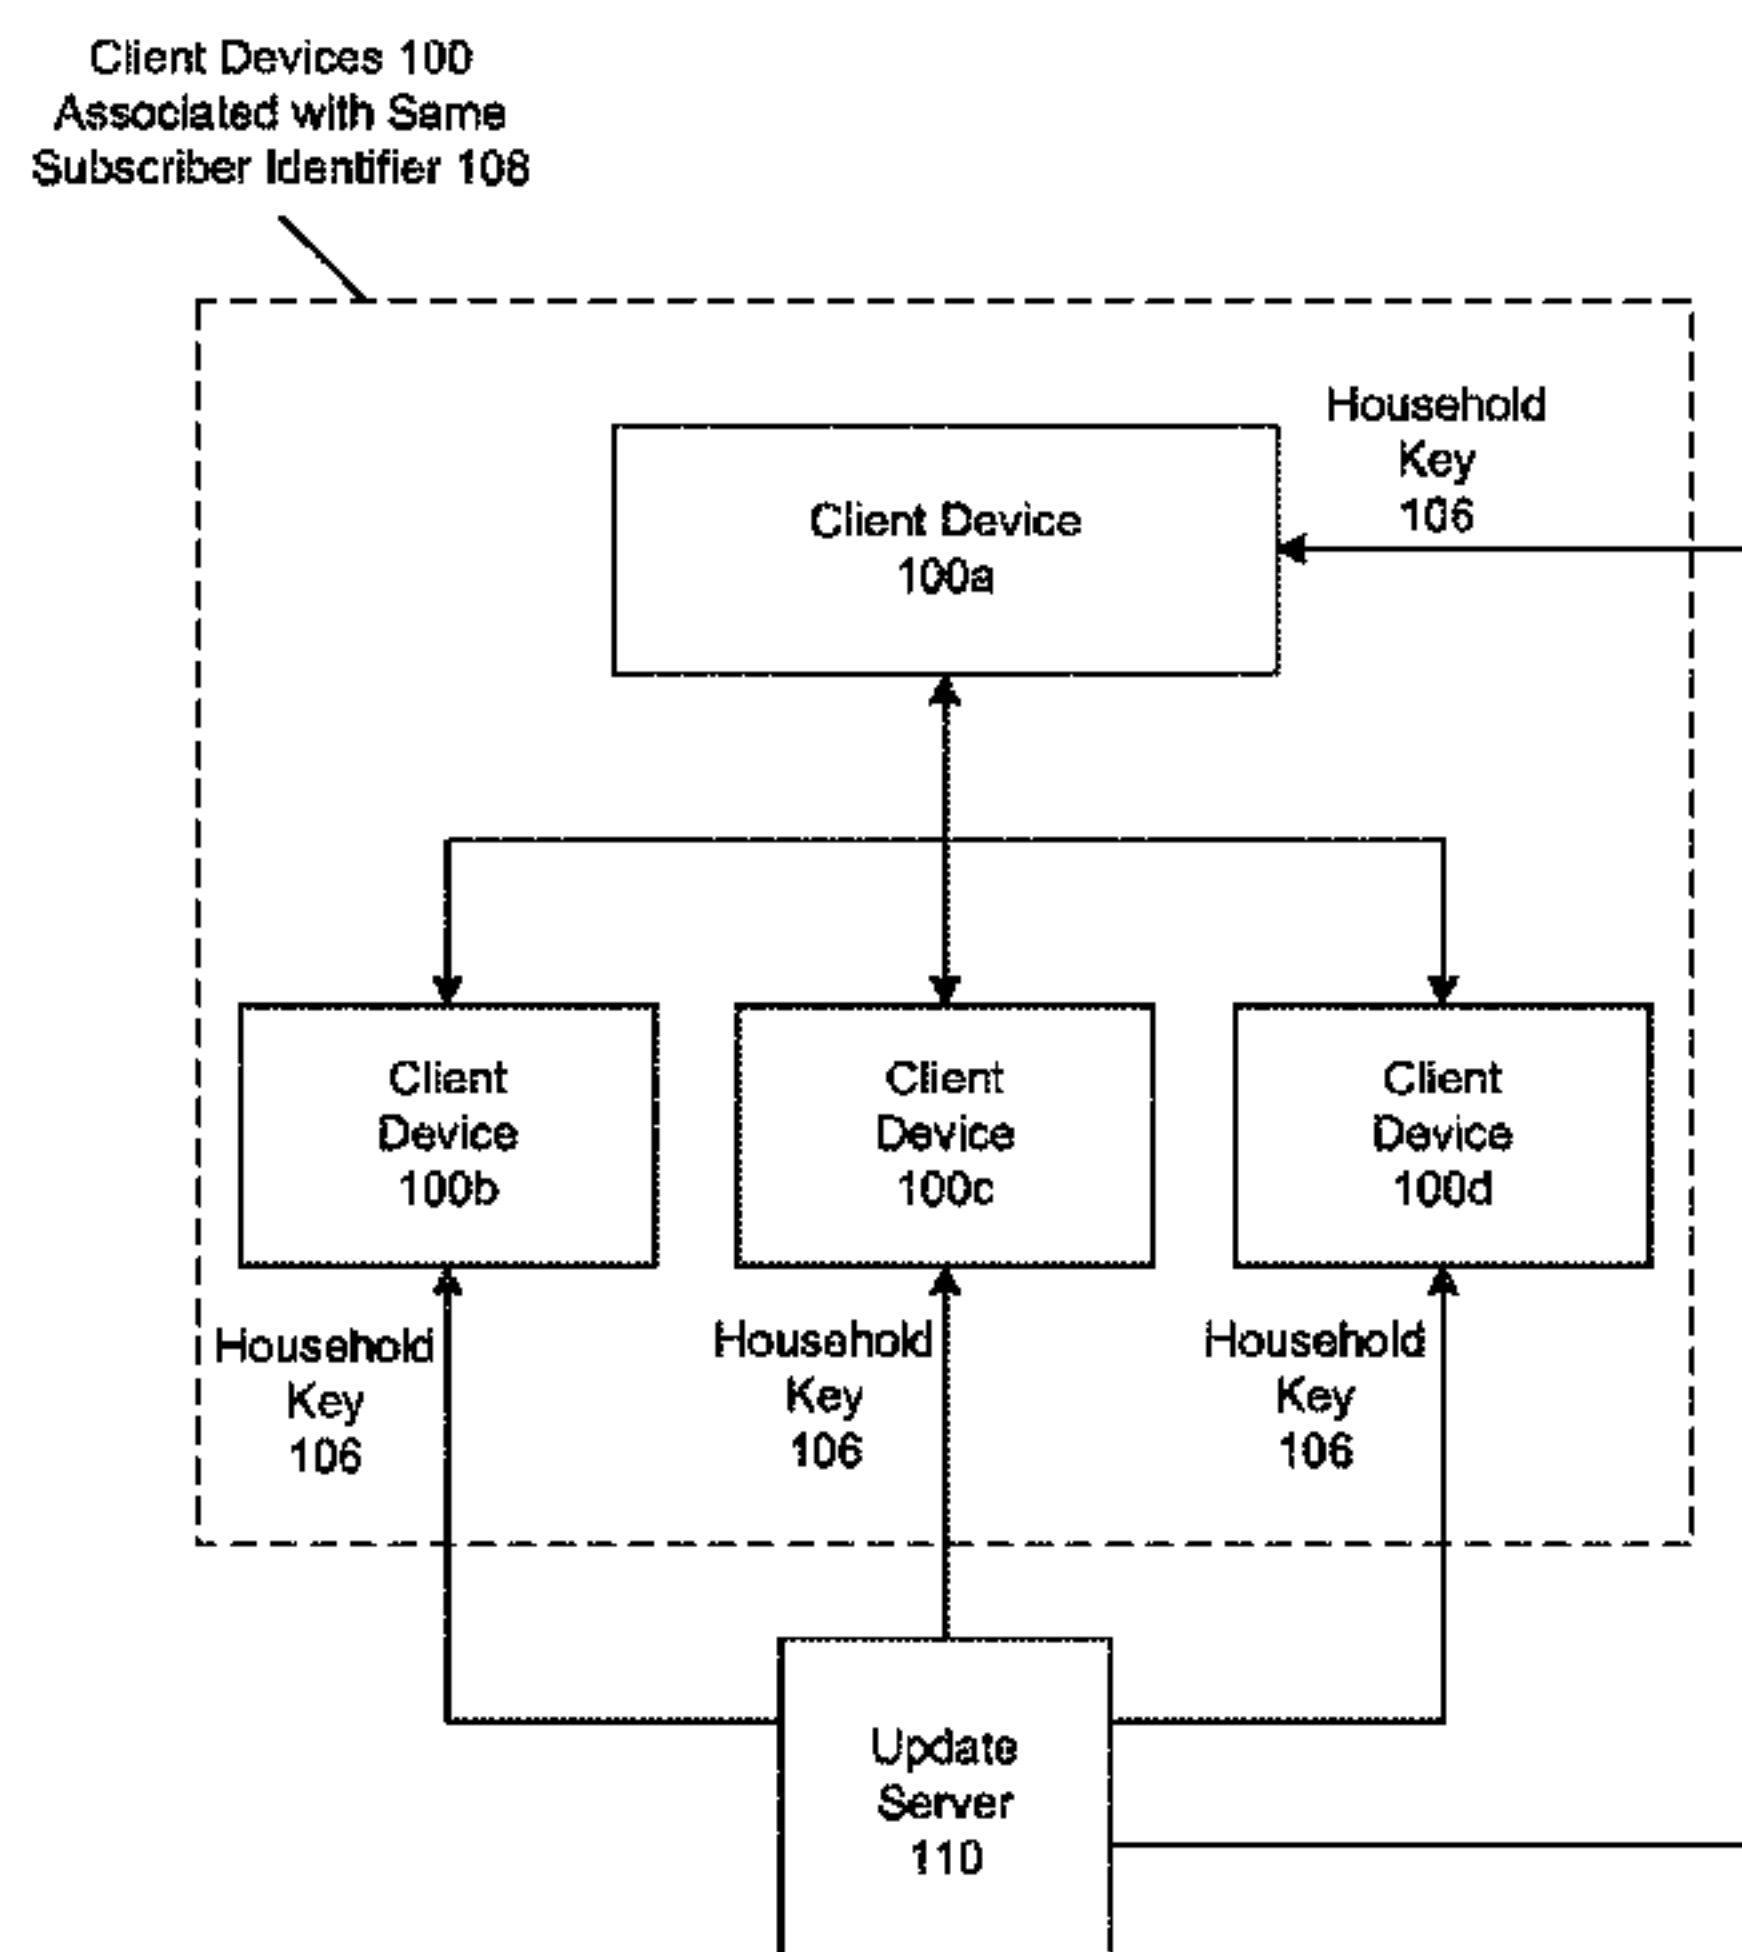 Client Devices 100
Associated with Same
Subscriber Identifier 108
Household
Key
106
Client Device
100a
Client
Device
100b
Client
Device
100c
Client
Device
100d
Household
Key
106
Household
Key
106
Household
Key
106
Update
Server
110